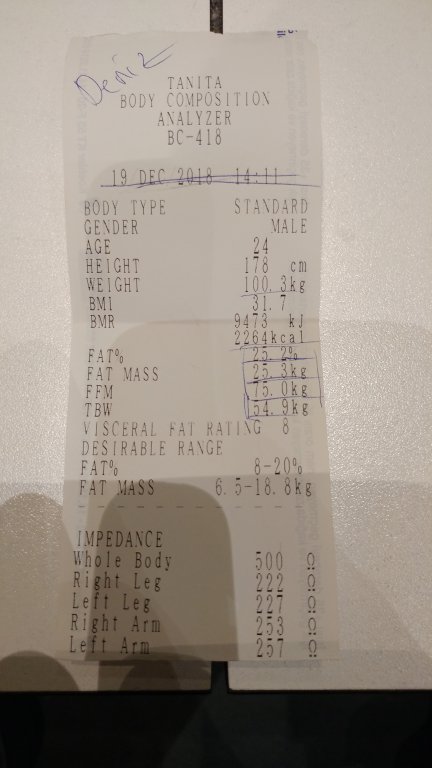 Deniz
TANITA
BODY COMPOSITION
ANALYZER
BC-418
19 DEC 2018 14:11
BODY TYPE STANDARD
GENDER MALE
AGE 24
HEIGHT 178 cm
WEIGHT 100.3kg
BMI 31.7
BMR 9473 kJ
2264kcal
FAT% 25.2%
FAT MASS 25.3kg
FFM 75.0kg
TBW 54.9kg
VISCERAL FAT RATING 8
DESIRABLE RANGE
FAT% 8-20%
FAT MASS 6.5-18.8kg
IMPEDANCE
Whole Body 500 Ω
Right Leg 222 Ω
Left Leg 227 Ω
Right Arm 253 Ω
Left Arm 257 Ω